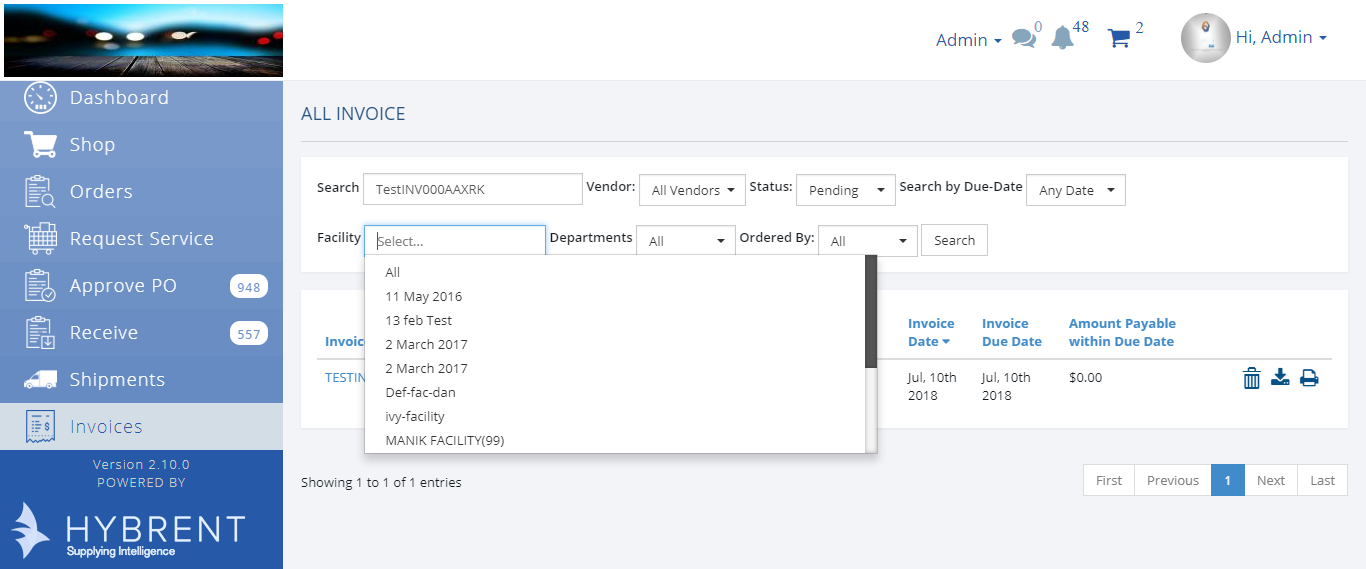 Admin
0
48
2
Hi, Admin
Dashboard
Shop
Orders
Request Service
Approve PO 948
Receive 557
Shipments
Invoices
Version 2.10.0
POWERED BY
HYBRENT
Supplying Intelligence
ALL INVOICE
Search TestINV000AAXRK Vendor: All Vendors Status: Pending Search by Due-Date Any Date
Facility Select... Departments All Ordered By: All Search
All
11 May 2016
13 feb Test
2 March 2017
2 March 2017
Def-fac-dan
ivy-facility
MANIK FACILITY(99)
Invoice Invoice Amount Payable
Date Due Date within Due Date
Jul, 10th Jul, 10th $0.00
2018 2018
Showing 1 to 1 of 1 entries
First Previous 1 Next Last